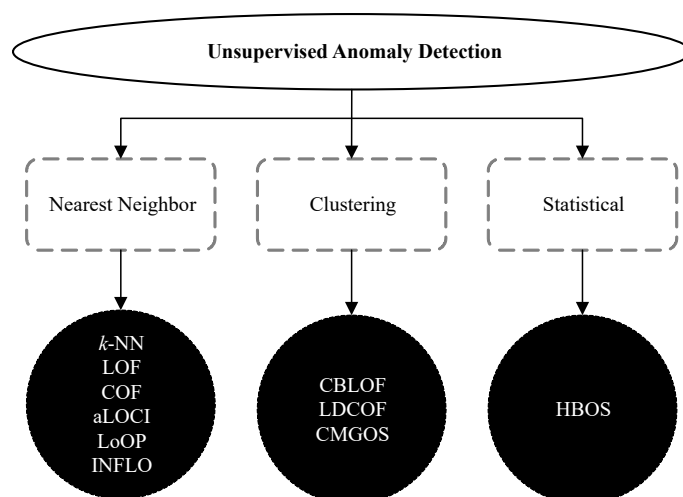 Unsupervised Anomaly Detection
Nearest Neighbor
Clustering
Statistical
k-NN
LOF
COF
aLOCI
LoOP
INFLO
CBLOF
LDCOF
CMGOS
HBOS